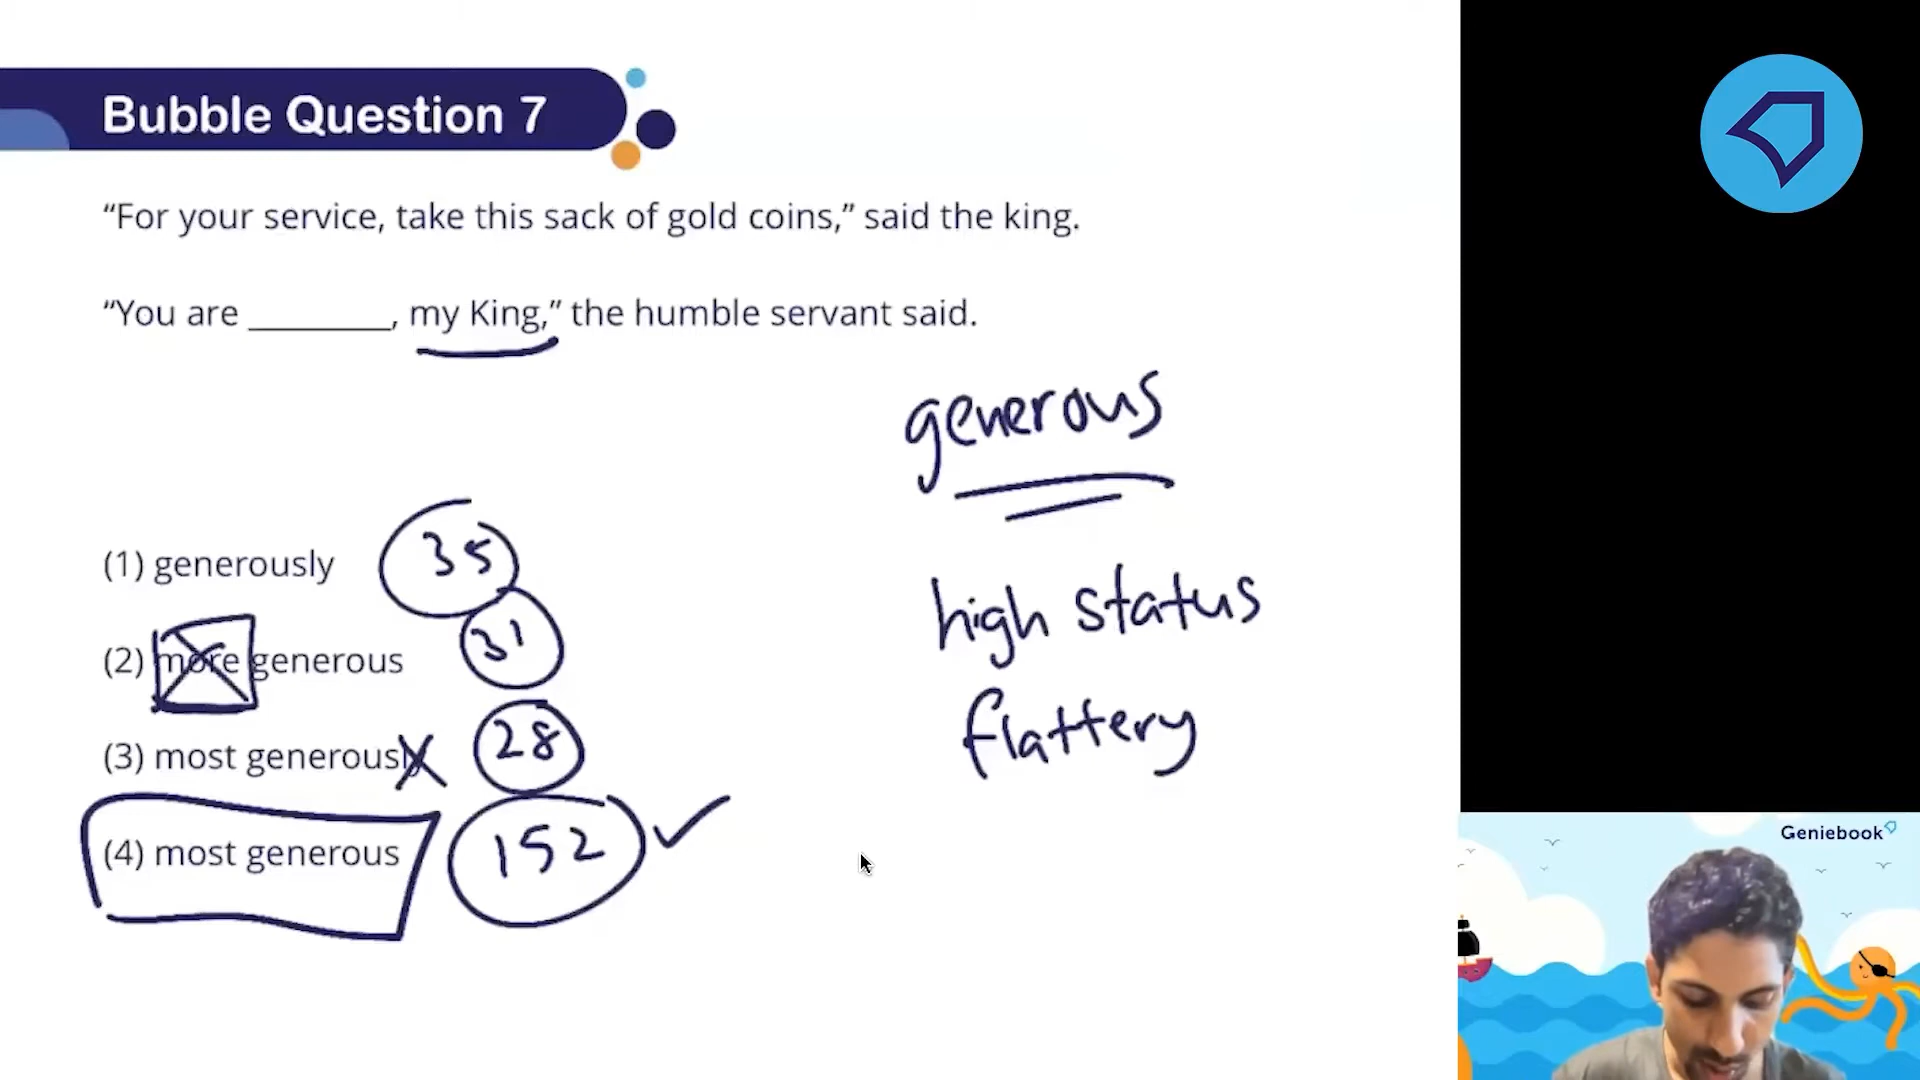 Bubble Question 7
“For your service, take this sack of gold coins,” said the king.
“You are ________, my King,” the humble servant said.
generous
(1) generously 35
high status
(2) more generous 31
flattery
(3) most generously 28
(4) most generous 152
Geniebook